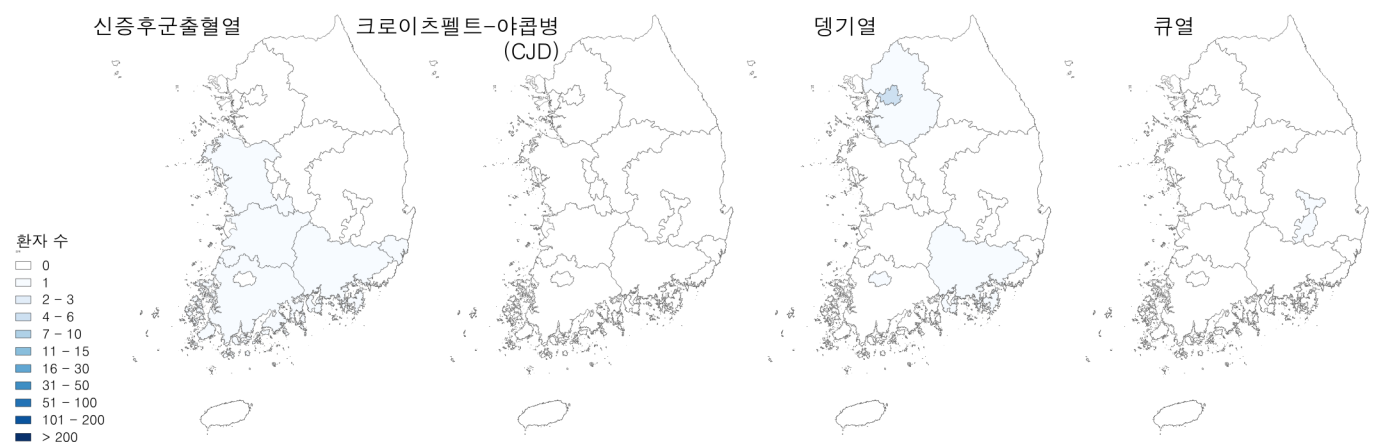 신증후군출혈열
크로이츠펠트-야콥병
(CJD)
뎅기열
큐열
환자 수
0
1
2 - 3
4 - 6
7 - 10
11 - 15
16 - 30
31 - 50
51 - 100
101 - 200
> 200